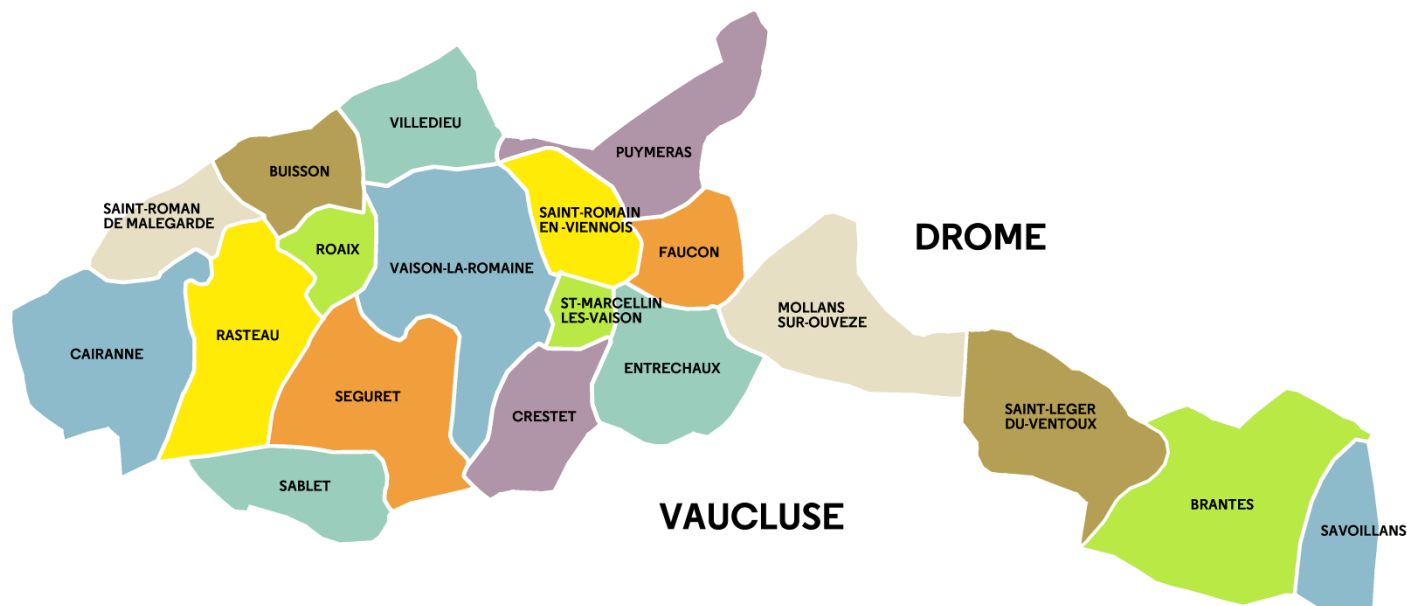 VILLEDIEU
PUYMERAS
BUISSON
SAINT-ROMAN
DE MALEGARDE
SAINT-ROMAIN
EN -VIENNOIS
DROME
ROAIX
FAUCON
VAISON-LA-ROMAINE
ST-MARCELLIN
LES-VAISON
MOLLANS
SUR-OUVEZE
RASTEAU
CAIRANNE
ENTRECHAUX
SEGURET
CRESTET
SAINT-LEGER
DU-VENTOUX
SABLET
BRANTES
VAUCLUSE
SAVOILLANS